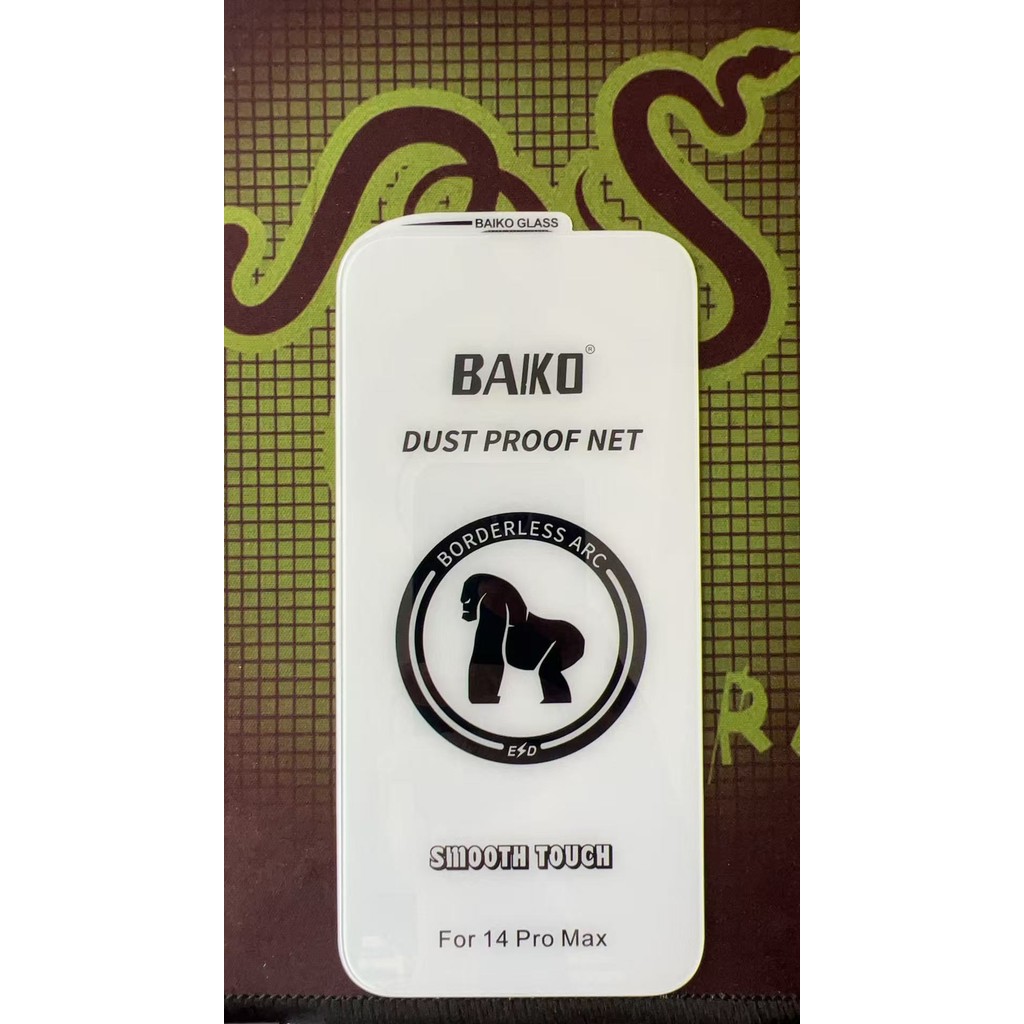 BAIKO GLASS
BAIKO®
DUST PROOF NET
BORDERLESS ARC
ESD
SMOOTH TOUCH
For 14 Pro Max